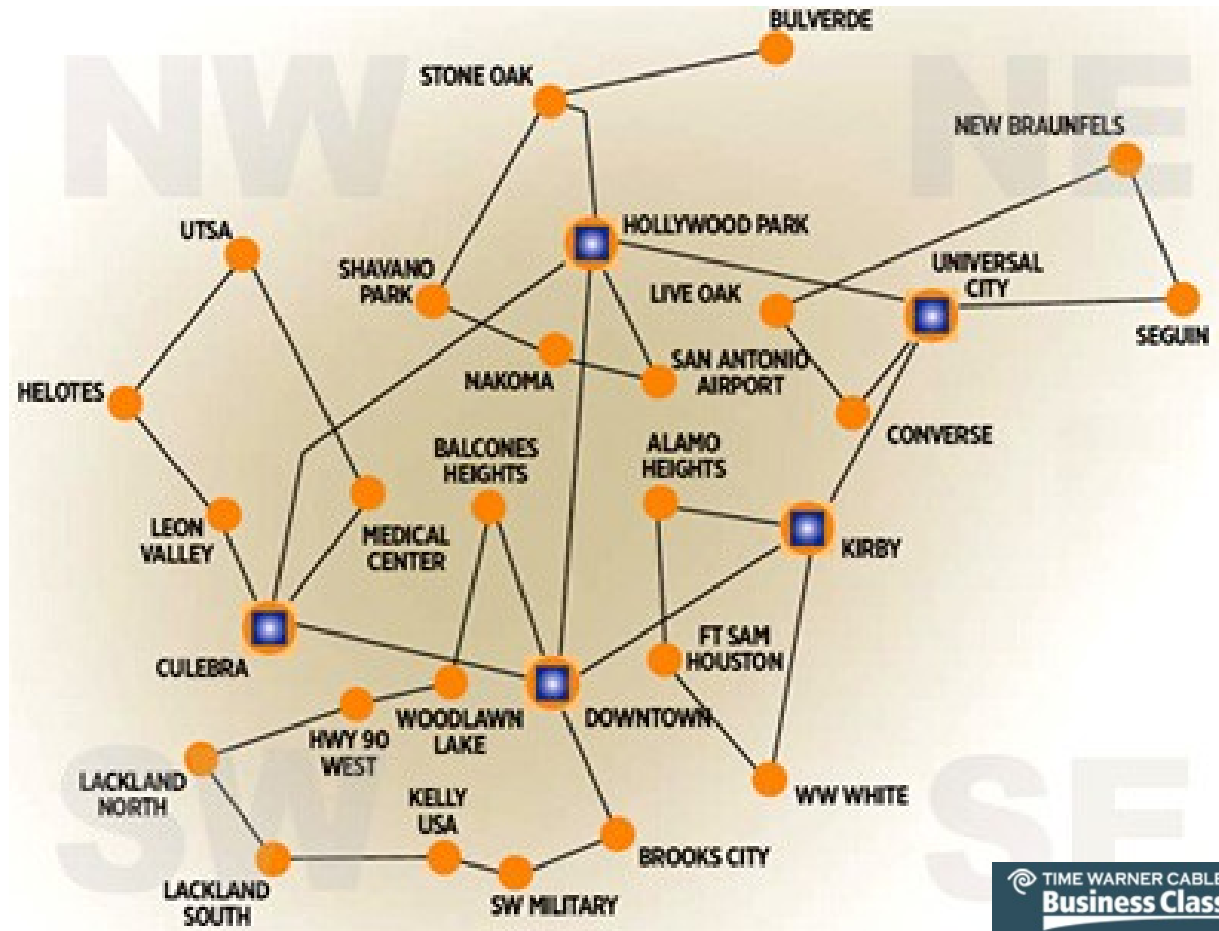 NW
NE
BULVERDE
STONE OAK
NEW BRAUNFELS
UTSA
HOLLYWOOD PARK
SHAVANO
PARK
LIVE OAK
UNIVERSAL
CITY
SEGUIN
NAKOMA
SAN ANTONIO
AIRPORT
HELOTES
BALCONES
HEIGHTS
ALAMO
HEIGHTS
CONVERSE
LEON
VALLEY
MEDICAL
CENTER
KIRBY
CULEBRA
FT SAM
HOUSTON
WOODLAWN
LAKE
DOWNTOWN
HWY 90
WEST
SW
SE
LACKLAND
NORTH
KELLY
USA
WW WHITE
BROOKS CITY
LACKLAND
SOUTH
SW MILITARY
TIME WARNER CABLE
Business Class